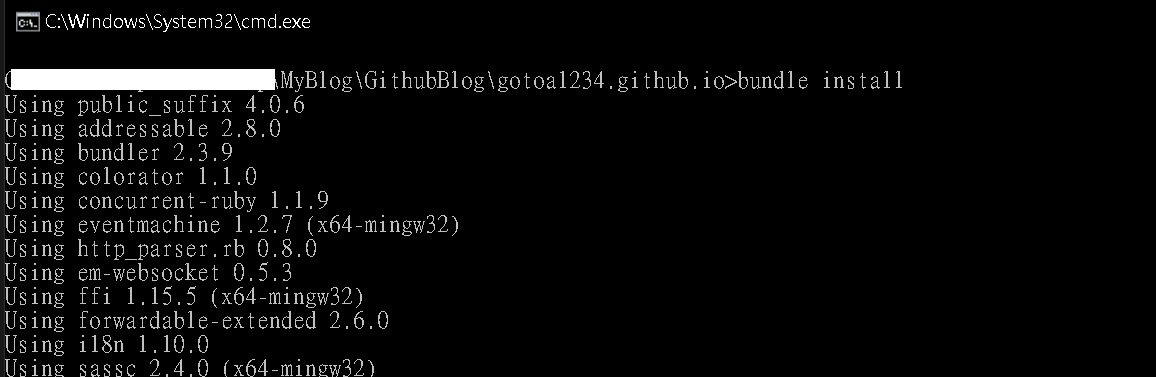 C:\Windows\System32\cmd.exe
\MyBlog\GithubBlog\gotoa1234.github.io>bundle install
Using public_suffix 4.0.6
Using addressable 2.8.0
Using bundler 2.3.9
Using colorator 1.1.0
Using concurrent-ruby 1.1.9
Using eventmachine 1.2.7 (x64-mingw32)
Using http_parser.rb 0.8.0
Using em-websocket 0.5.3
Using ffi 1.15.5 (x64-mingw32)
Using forwardable-extended 2.6.0
Using i18n 1.10.0
Using sassc 2.4.0 (x64-mingw32)